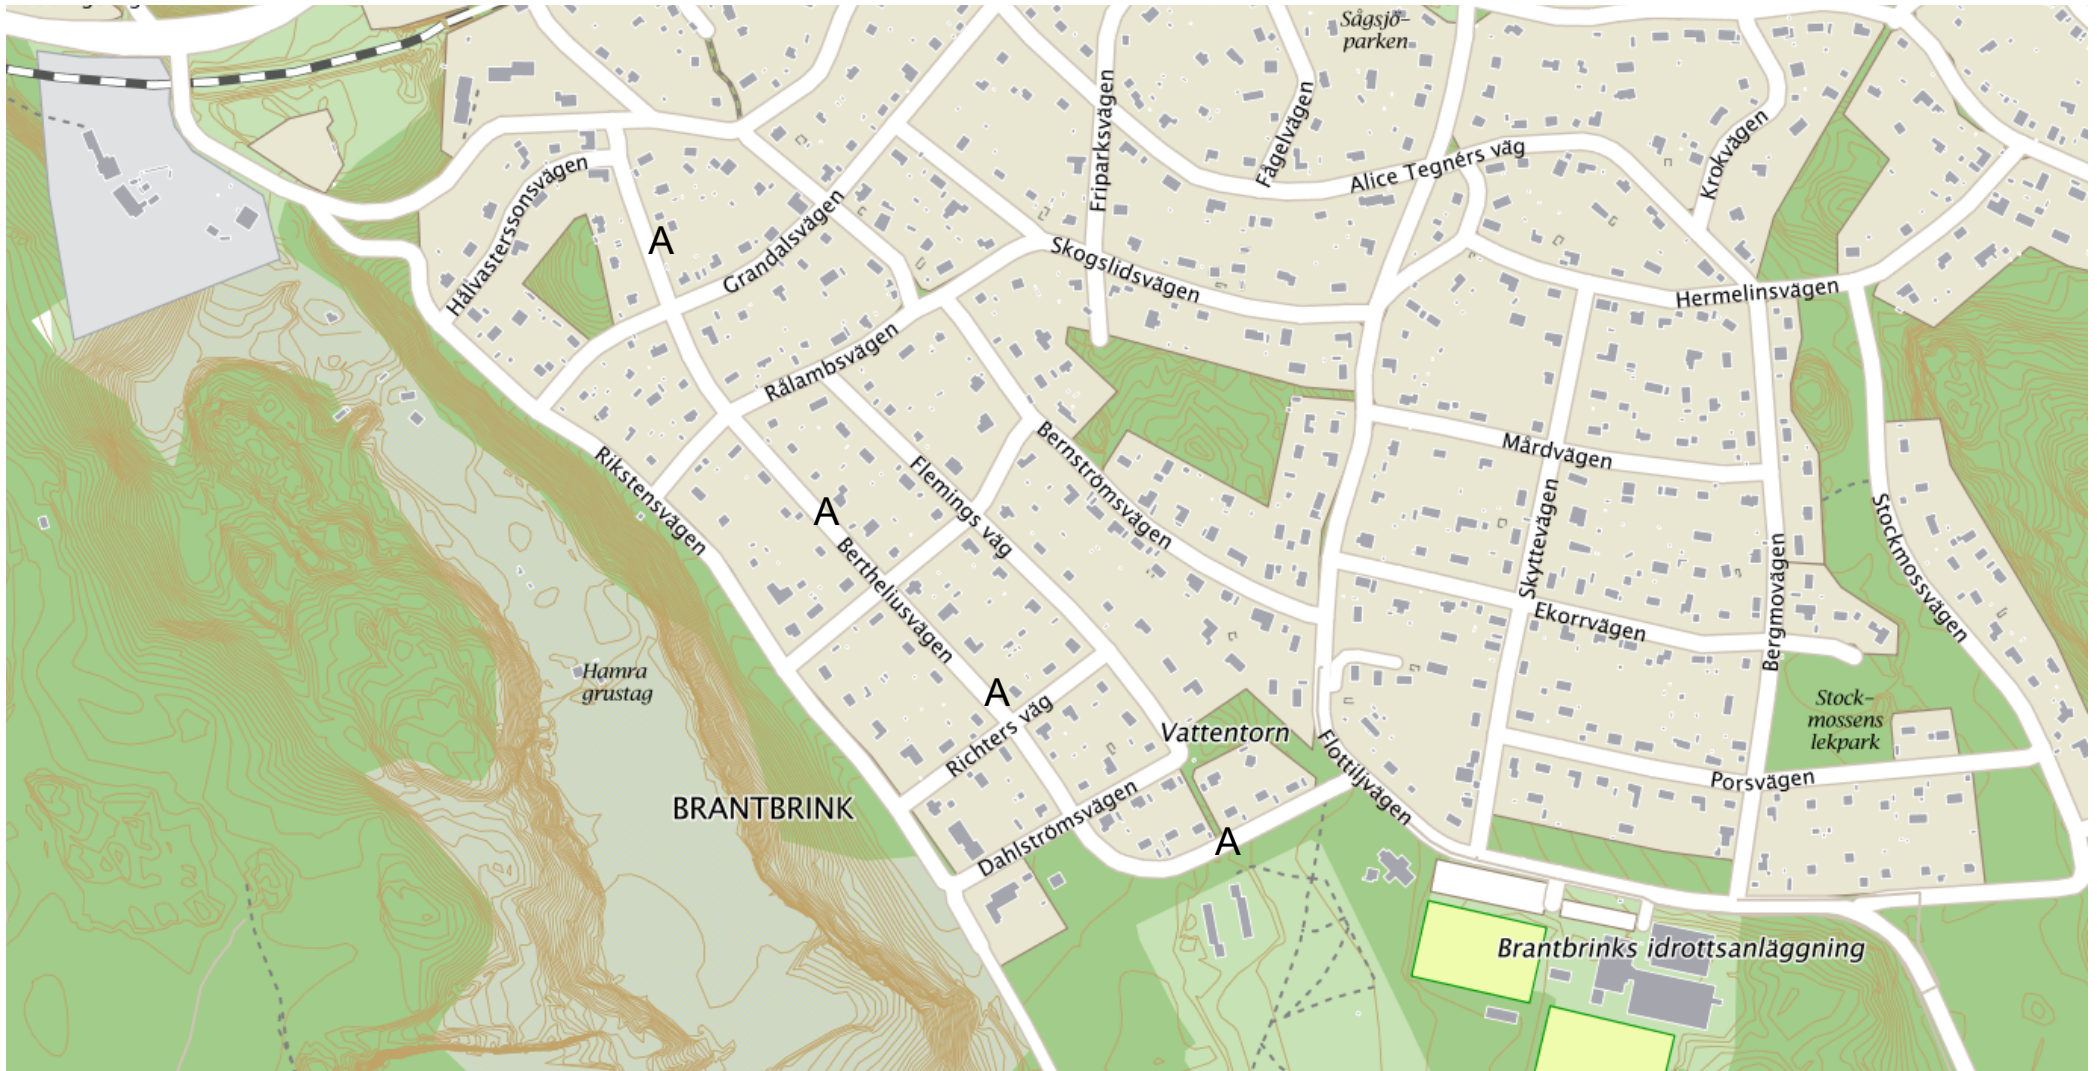 Sågsjö-
parken
Friparksvägen
Fågelvägen
Alice Tegnérs väg
Krokvägen
Hålvasterssonsvägen
A
Grandalsvägen
Skogslidsvägen
Hermelinsvägen
Rålambsvägen
Rikstensvägen
Flemings väg
Bernströmsvägen
Mårdvägen
Skyttevägen
A
Bertheliusvägen
Stockmossvägen
Bergmovägen
Ekorrvägen
Hamra
grustag
A
Richters väg
Vattentorn
Stock-
mossens
lekpark
Flottiljvägen
Porsvägen
BRANTBRINK
Dahlströmsvägen
A
Brantbrinks idrottsanläggning